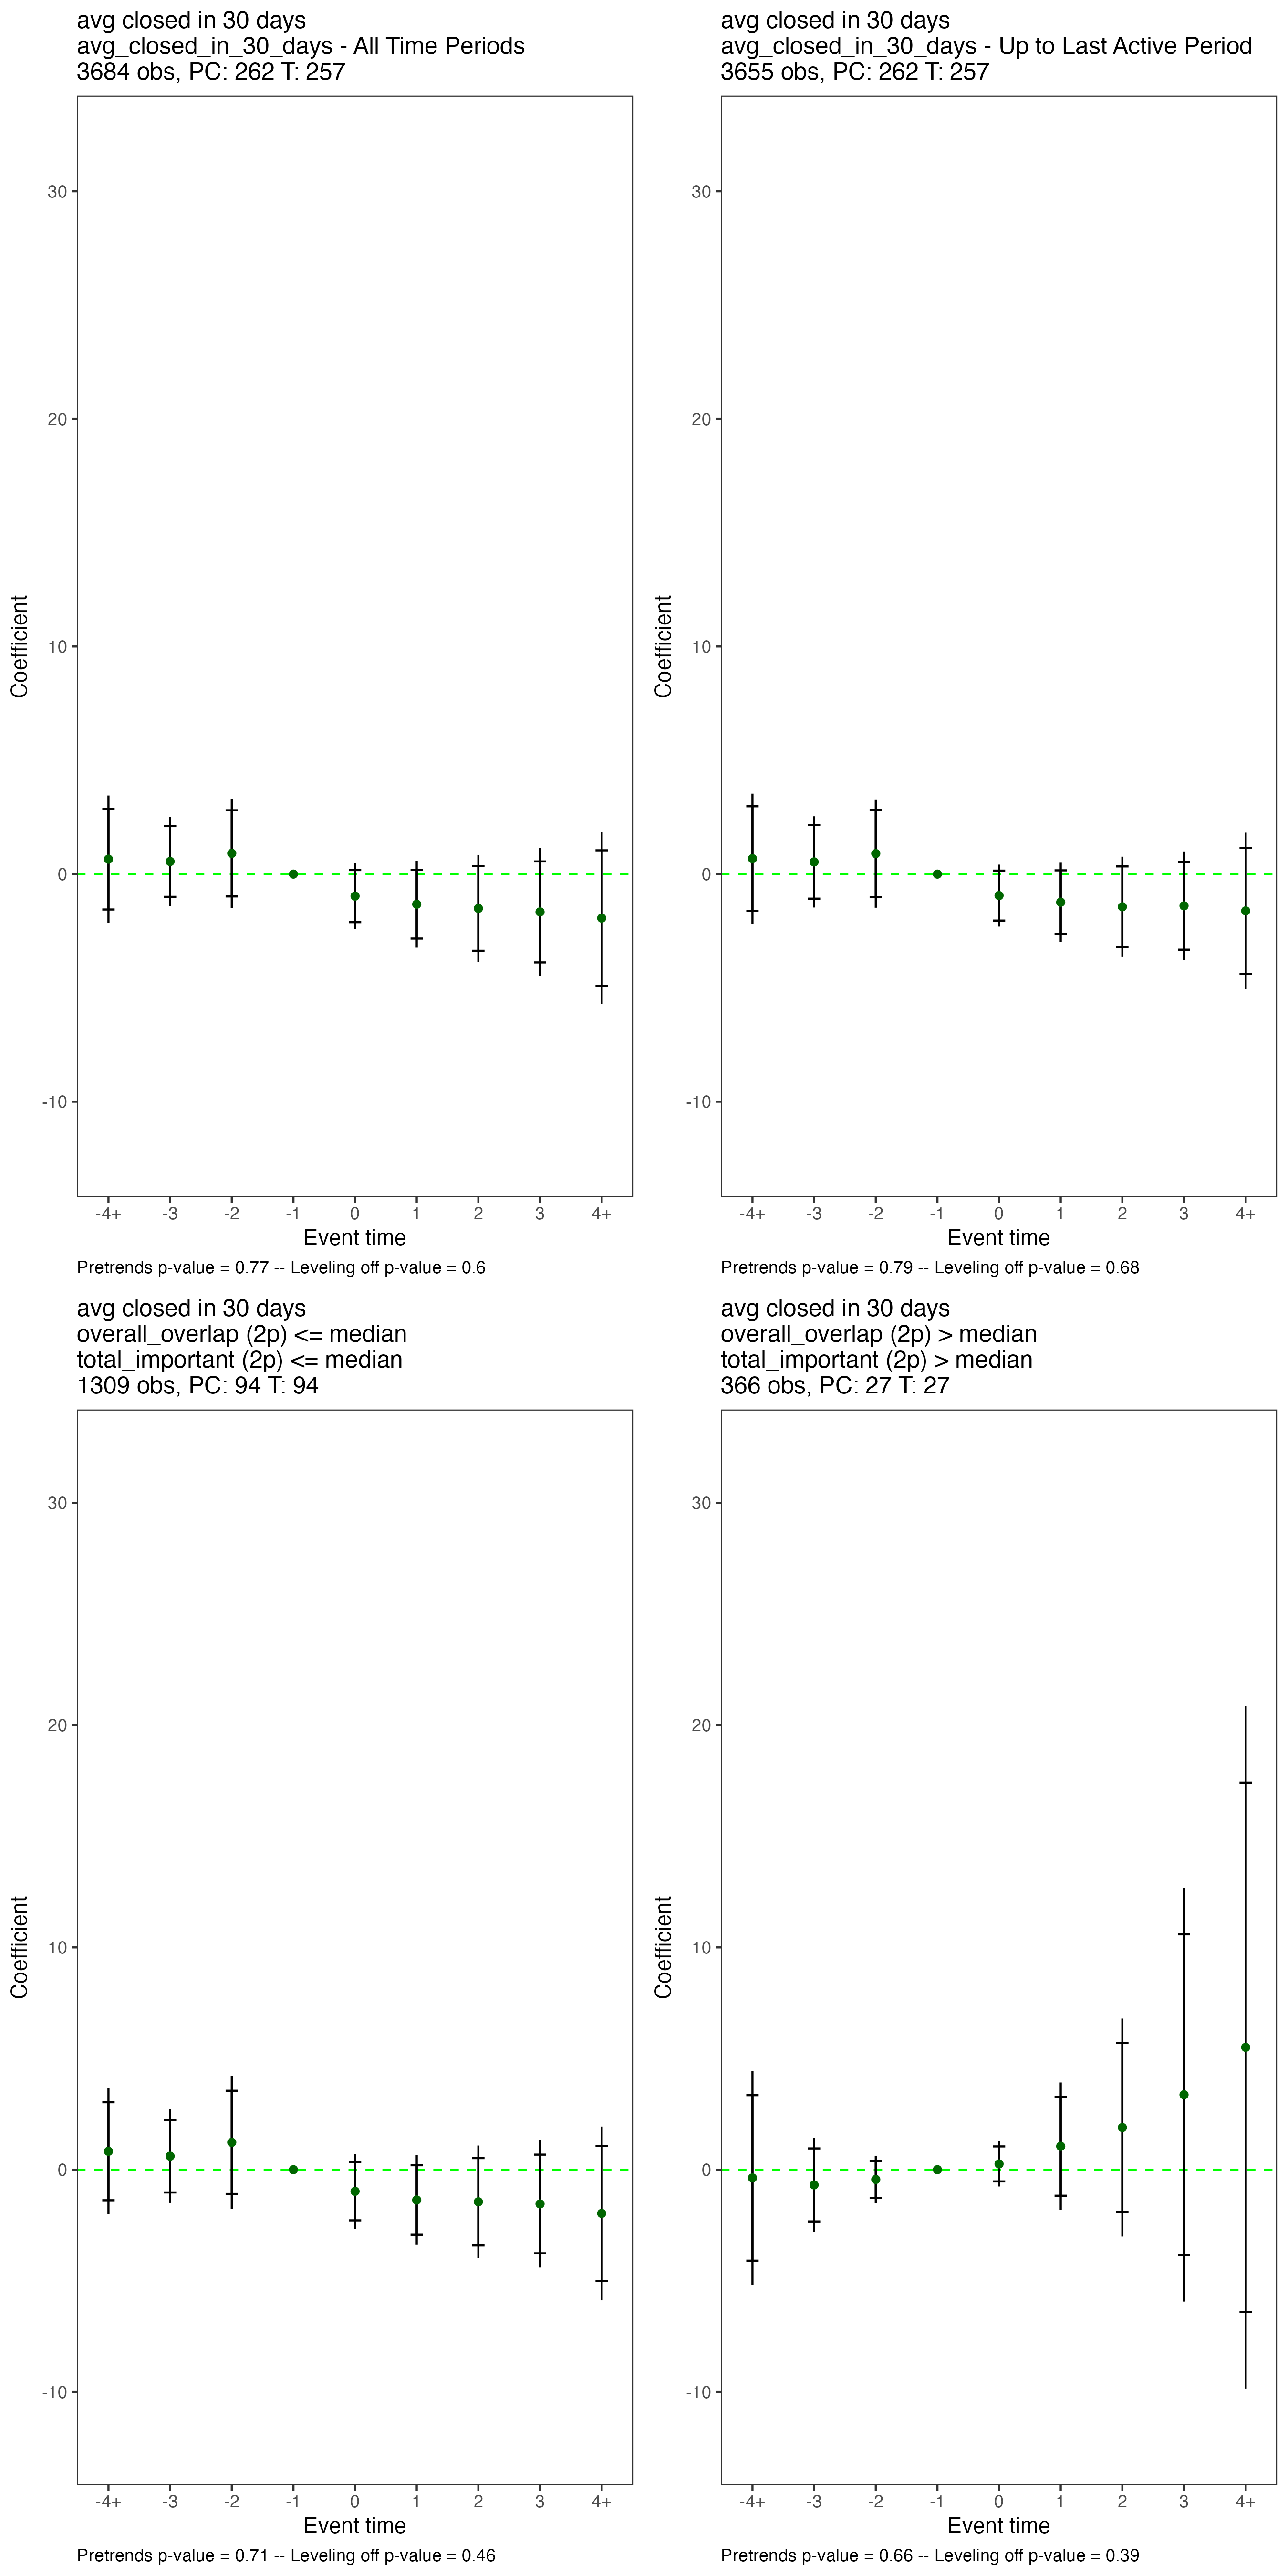 avg closed in 30 days
avg_closed_in_30_days - All Time Periods
3684 obs, PC: 262 T: 257
30
20
10
0
-10
Coefficient
-4+ -3 -2 -1 0 1 2 3 4+
Event time
Pretrends p-value = 0.77 -- Leveling off p-value = 0.6
avg closed in 30 days
avg_closed_in_30_days - Up to Last Active Period
3655 obs, PC: 262 T: 257
30
20
10
0
-10
Coefficient
-4+ -3 -2 -1 0 1 2 3 4+
Event time
Pretrends p-value = 0.79 -- Leveling off p-value = 0.68
avg closed in 30 days
overall_overlap (2p) <= median
total_important (2p) <= median
1309 obs, PC: 94 T: 94
30
20
10
0
-10
Coefficient
-4+ -3 -2 -1 0 1 2 3 4+
Event time
Pretrends p-value = 0.71 -- Leveling off p-value = 0.46
avg closed in 30 days
overall_overlap (2p) > median
total_important (2p) > median
366 obs, PC: 27 T: 27
30
20
10
0
-10
Coefficient
-4+ -3 -2 -1 0 1 2 3 4+
Event time
Pretrends p-value = 0.66 -- Leveling off p-value = 0.39